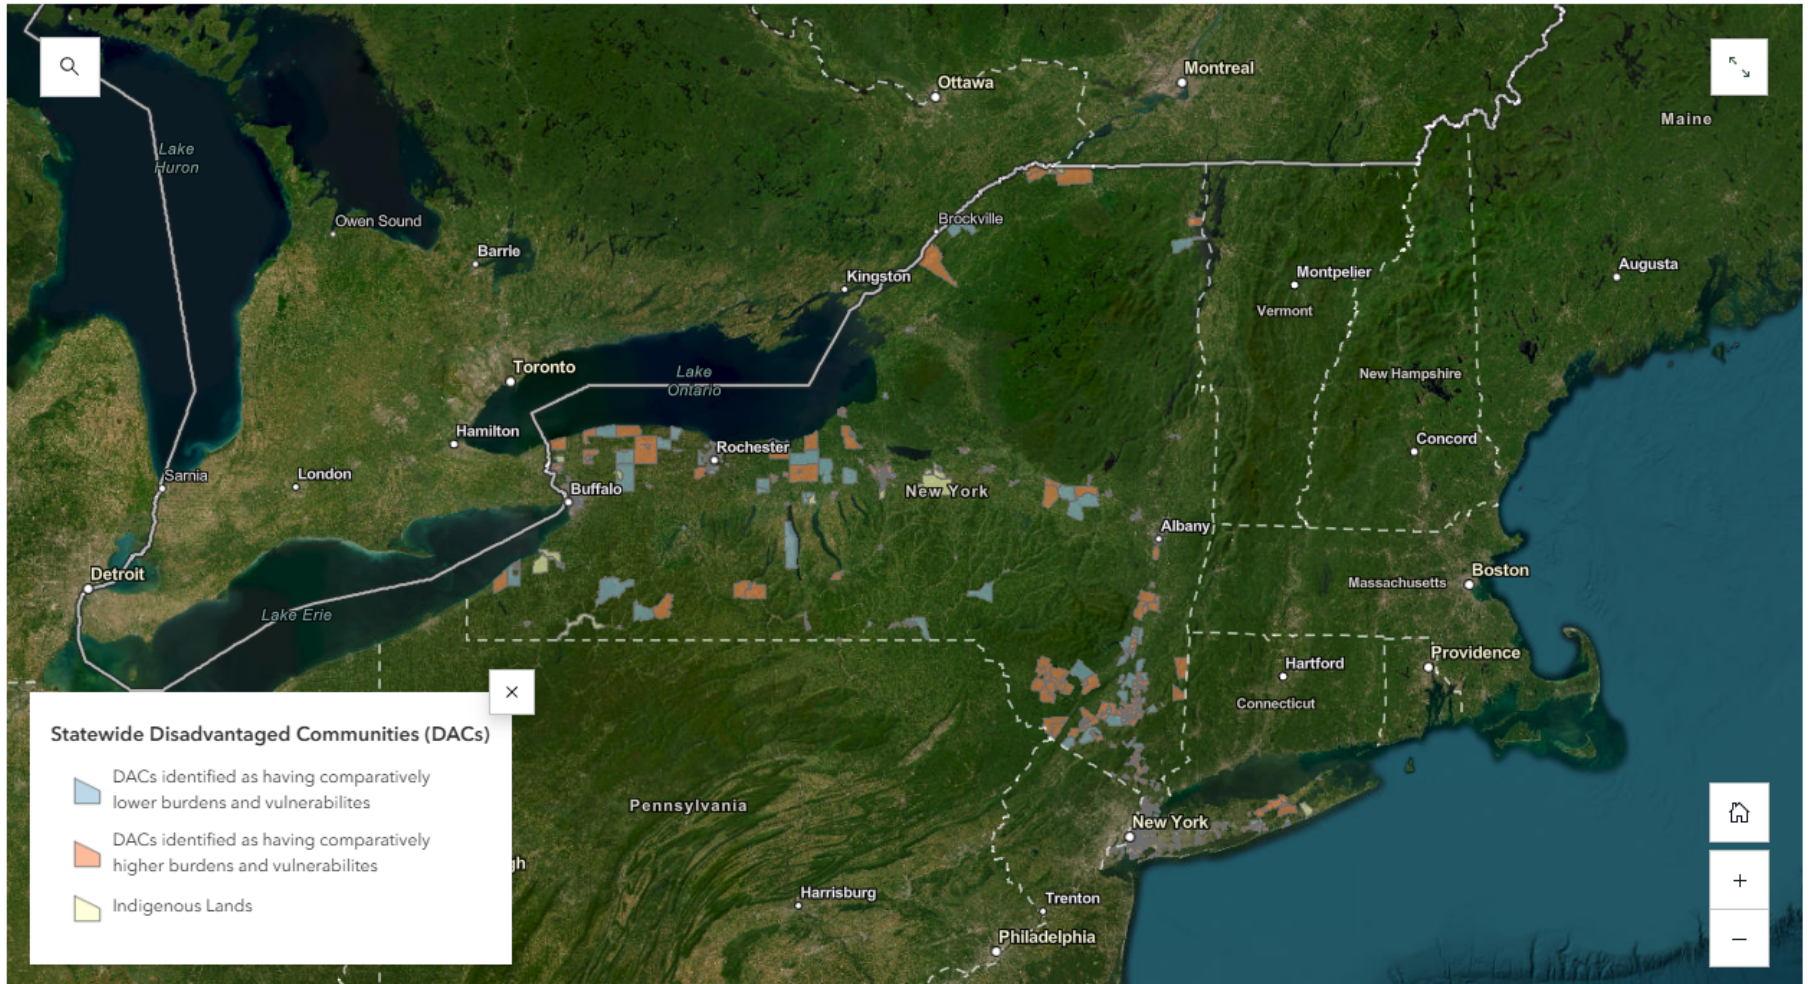 Ottawa
Montreal
Maine
Lake
Huron
Owen Sound
Brockville
Barrie
Kingston
Montpelier
Augusta
Vermont
Toronto
Lake
Ontario
New Hampshire
Hamilton
Rochester
Concord
Sarnia
London
Buffalo
New York
Albany
Detroit
Boston
Massachusetts
Lake Erie
Providence
Hartford
Connecticut
Statewide Disadvantaged Communities (DACs)
DACs identified as having comparatively
lower burdens and vulnerabilites
DACs identified as having comparatively
higher burdens and vulnerabilites
Indigenous Lands
Pennsylvania
New York
gh
Harrisburg
Trenton
Philadelphia